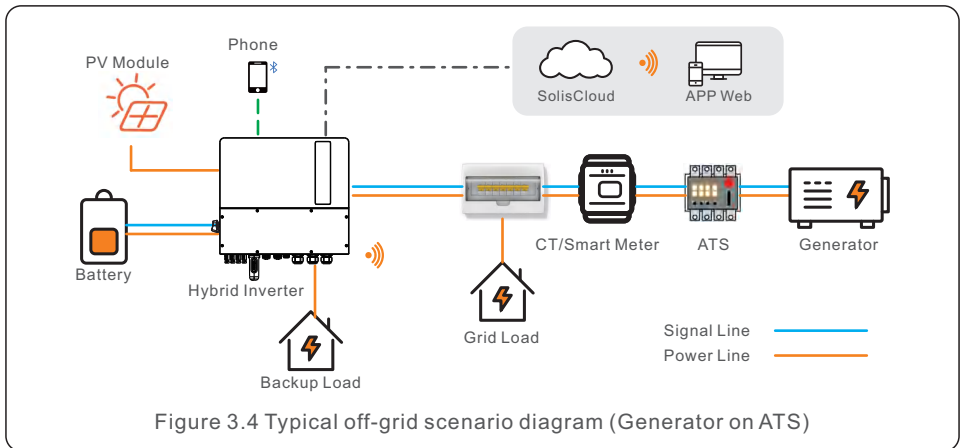 Phone
PV Module
SolisCloud
APP Web
CT/Smart Meter
ATS
Generator
Battery
Hybrid Inverter
Grid Load
Signal Line
Power Line
Backup Load
Figure 3.4 Typical off-grid scenario diagram (Generator on ATS)